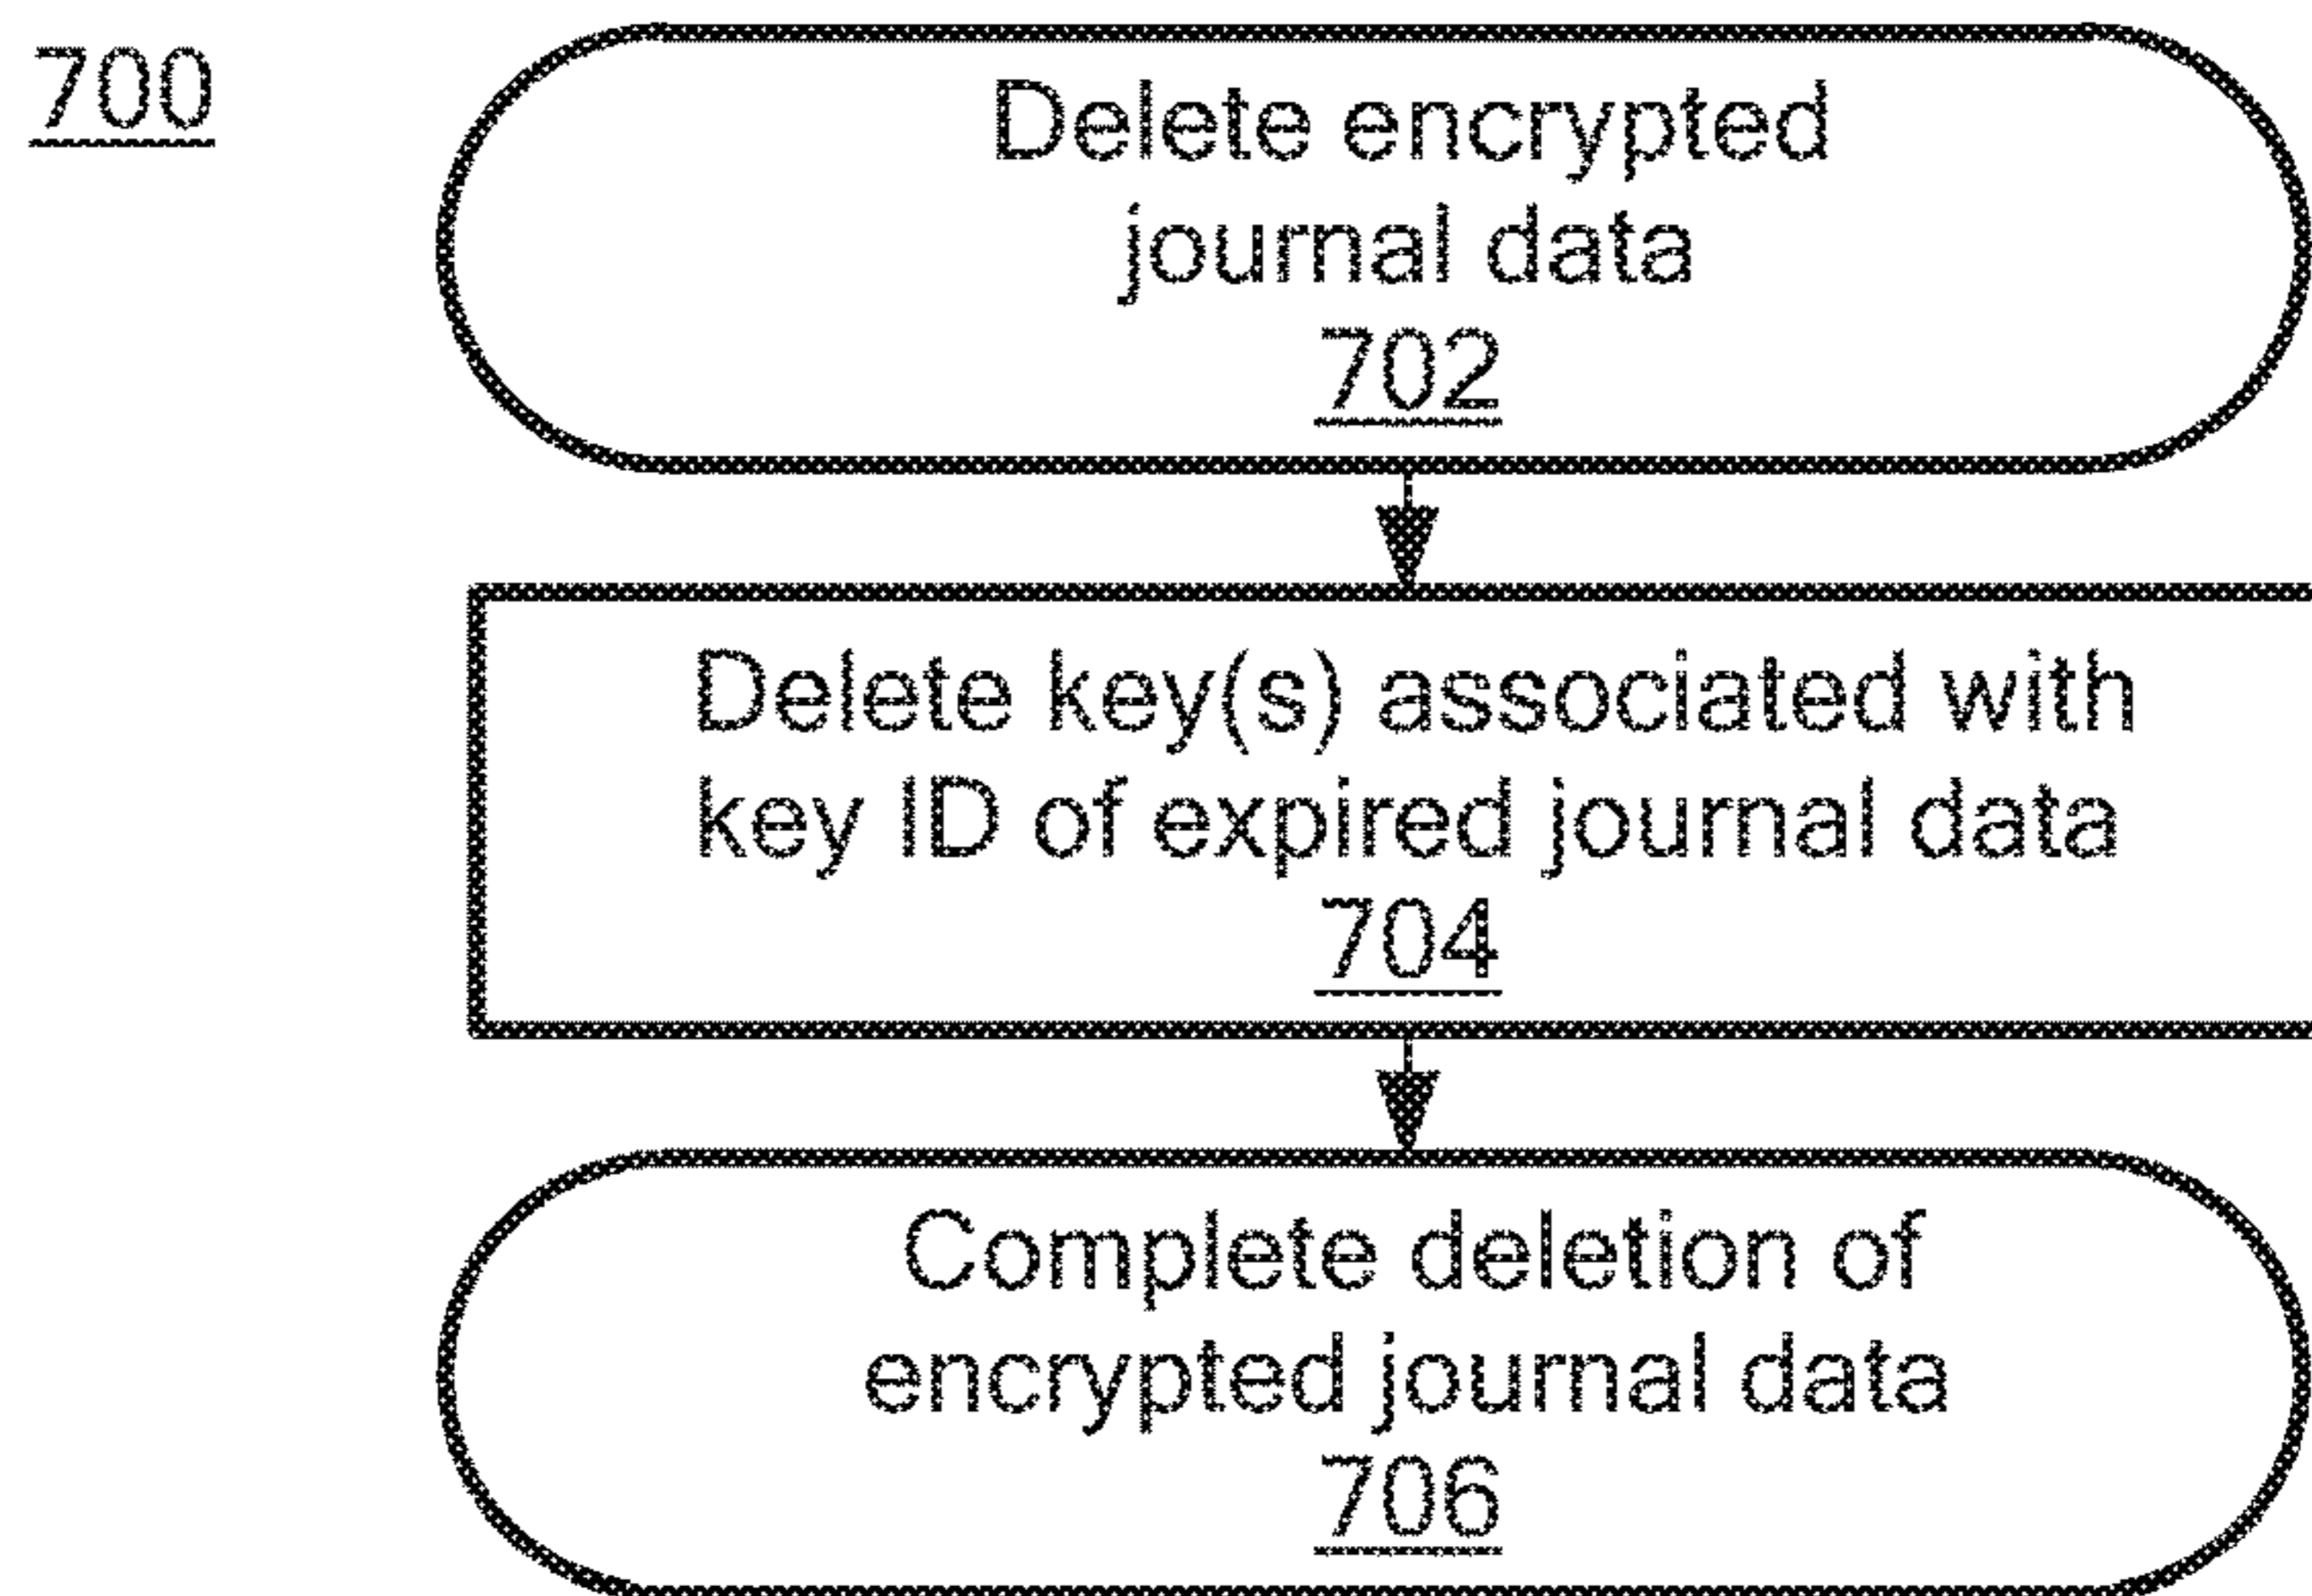 700
Delete encrypted
journal data
702
Delete key(s) associated with
key ID of expired journal data
704
Complete deletion of
encrypted journal data
706